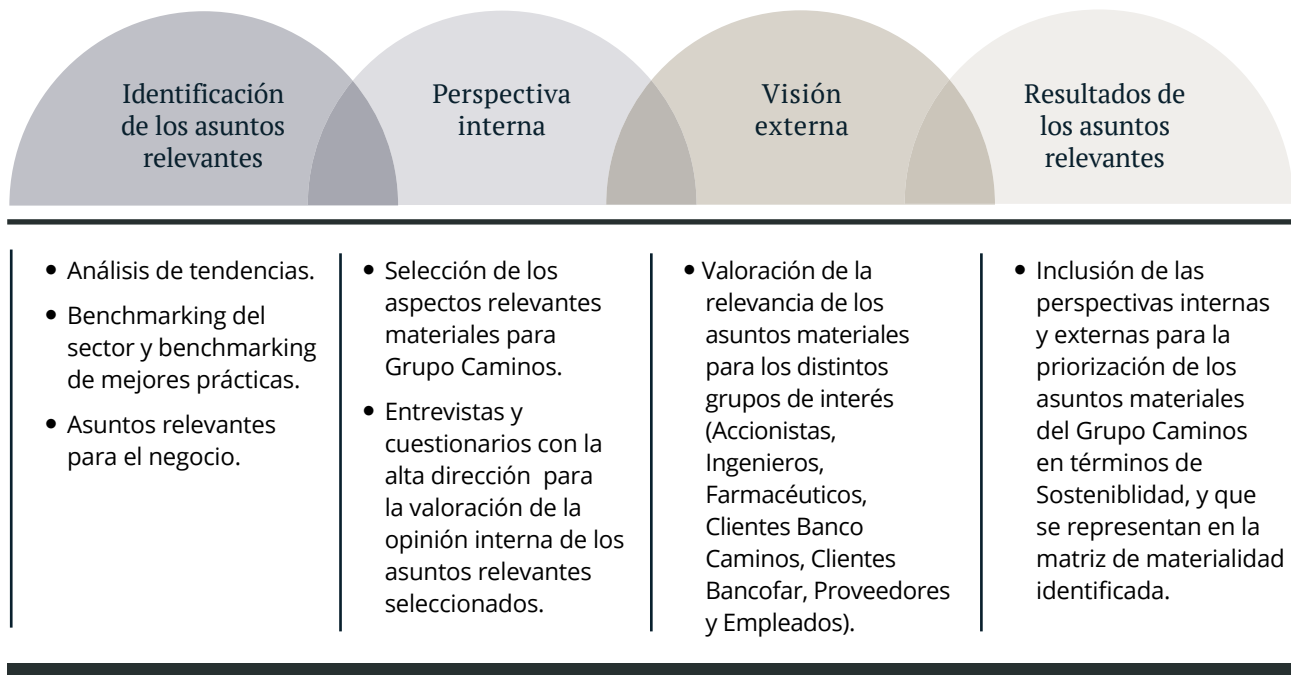 Identificación
de los asuntos
relevantes
Perspectiva
interna
Visión
externa
Resultados de
los asuntos
relevantes
• Análisis de tendencias.
• Benchmarking del
sector y benchmarking
de mejores prácticas.
• Asuntos relevantes
para el negocio.
• Selección de los
aspectos relevantes
materiales para
Grupo Caminos.
• Entrevistas y
cuestionarios con la
alta dirección para
la valoración de la
opinión interna de los
asuntos relevantes
seleccionados.
• Valoración de la
relevancia de los
asuntos materiales
para los distintos
grupos de interés
(Accionistas,
Ingenieros,
Farmacéuticos,
Clientes Banco
Caminos, Clientes
Bancofar, Proveedores
y Empleados).
• Inclusión de las
perspectivas internas
y externas para la
priorización de los
asuntos materiales
del Grupo Caminos
en términos de
Sosteniblidad, y que
se representan en la
matriz de materialidad
identificada.